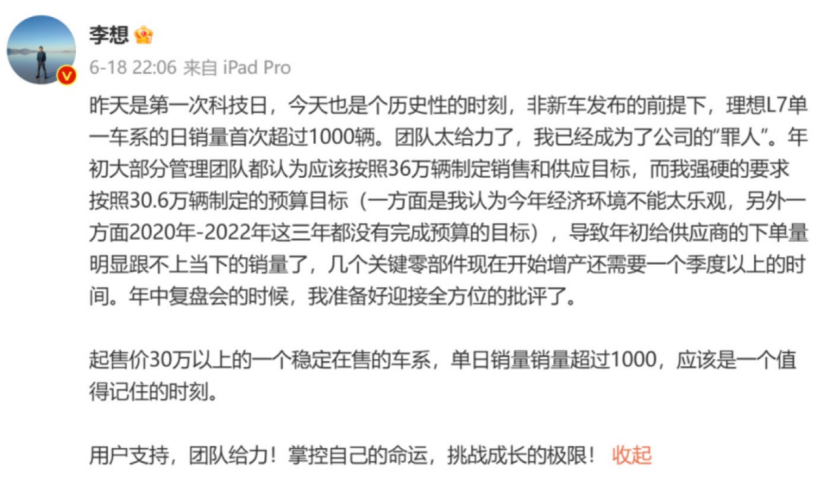 李想
6-18 22:06 来自 iPad Pro
昨天是第一次科技日，今天也是个历史性的时刻，非新车发布的前提下，理想L7单
一车系的日销量首次超过1000辆。团队太给力了，我已经成为了公司的“罪人”。年
初大部分管理团队都认为应该按照36万辆制定销售和供应目标，而我强硬的要求
按照30.6万辆制定的预算目标（一方面是我认为今年经济环境不能太乐观，另外一
方面2020年-2022年这三年都没有完成预算的目标），导致年初给供应商的下单量
明显跟不上当下的销量了，几个关键零部件现在开始增产还需要一个季度以上的时
间。年中复盘会的时候，我准备好迎接全方位的批评了。
起售价30万以上的一个稳定在售的车系，单日销量销量超过1000，应该是一个值
得记住的时刻。
用户支持，团队给力！掌控自己的命运，挑战成长的极限！ 收起